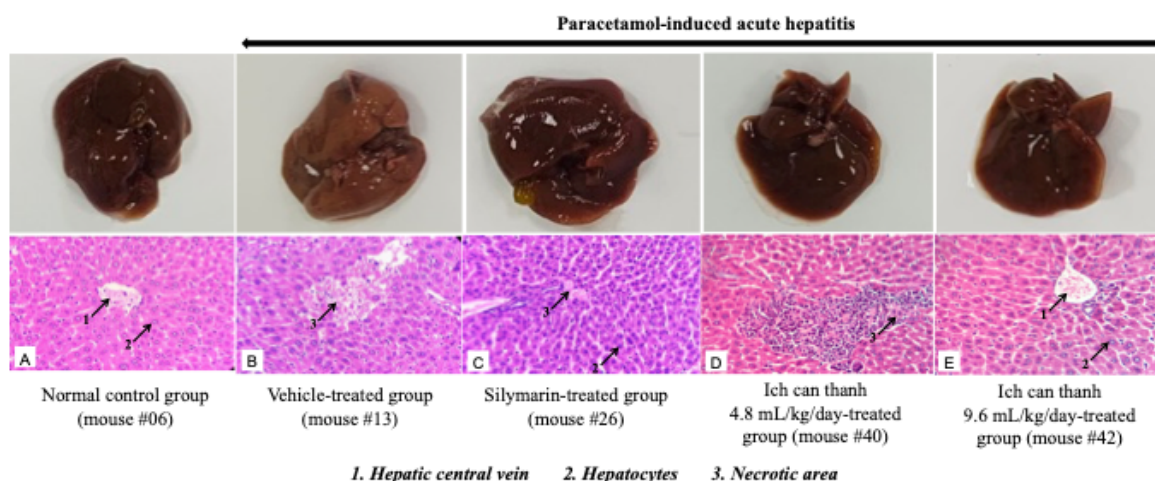 Paracetamol-induced acute hepatitis
1
2
A
3
B
3
2
C
3
D
1
2
E
Normal control group
(mouse #06)
Vehicle-treated group
(mouse #13)
Silymarin-treated group
(mouse #26)
Ich can thanh
4.8 mL/kg/day-treated
group (mouse #40)
Ich can thanh
9.6 mL/kg/day-treated
group (mouse #42)
1. Hepatic central vein 2. Hepatocytes 3. Necrotic area